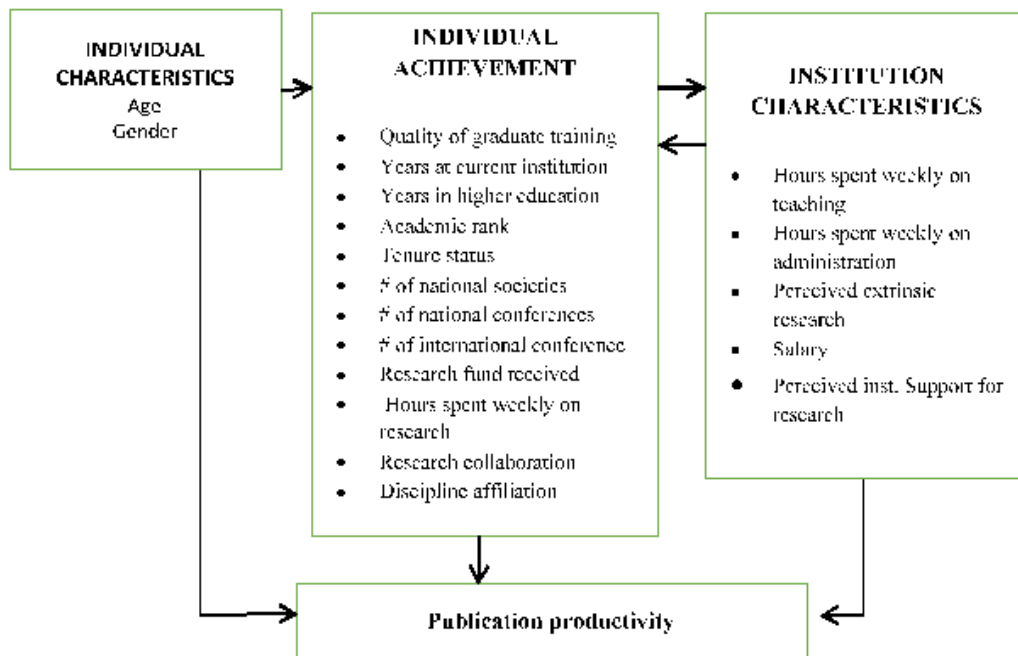 INDIVIDUAL
CHARACTERISTICS
Age
Gender
INDIVIDUAL
ACHIEVEMENT
• Quality of graduate training
• Years at current institution
• Years in higher education
• Academic rank
• Tenure status
• # of national societies
• # of national conferences
• # of international conference
• Research fund received
• Hours spent weekly on
research
• Research collaboration
• Discipline affiliation
INSTITUTION
CHARACTERISTICS
• Hours spent weekly on
teaching
• Hours spent weekly on
administration
• Perceived extrinsic
research
• Salary
• Perceived inst. Support for
research
Publication productivity